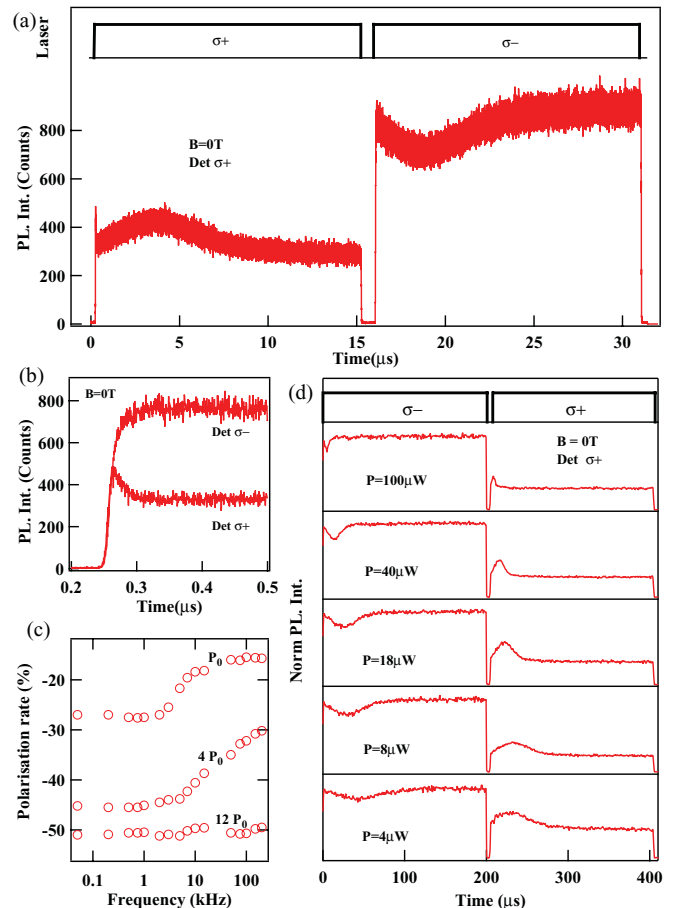 (a)
Laser
σ+
σ−
PL. Int. (Counts)
800
600
400
200
0
B=0T
Det σ+
0
5
10
15
20
25
30
Time(μs)
(b)
PL. Int. (Counts)
800
600
400
200
0
B=0T
Det σ−
Det σ+
0.2
0.3
0.4
0.5
Time(μs)
(c)
Polarisation rate (%)
-20
-30
-40
-50
P0
4 P0
12 P0
0.1
1
10
100
Frequency (kHz)
(d)
σ−
σ+
Norm PL. Int.
B = 0T
Det σ+
P=100μW
P=40μW
P=18μW
P=8μW
P=4μW
0
100
200
300
400
Time (μs)